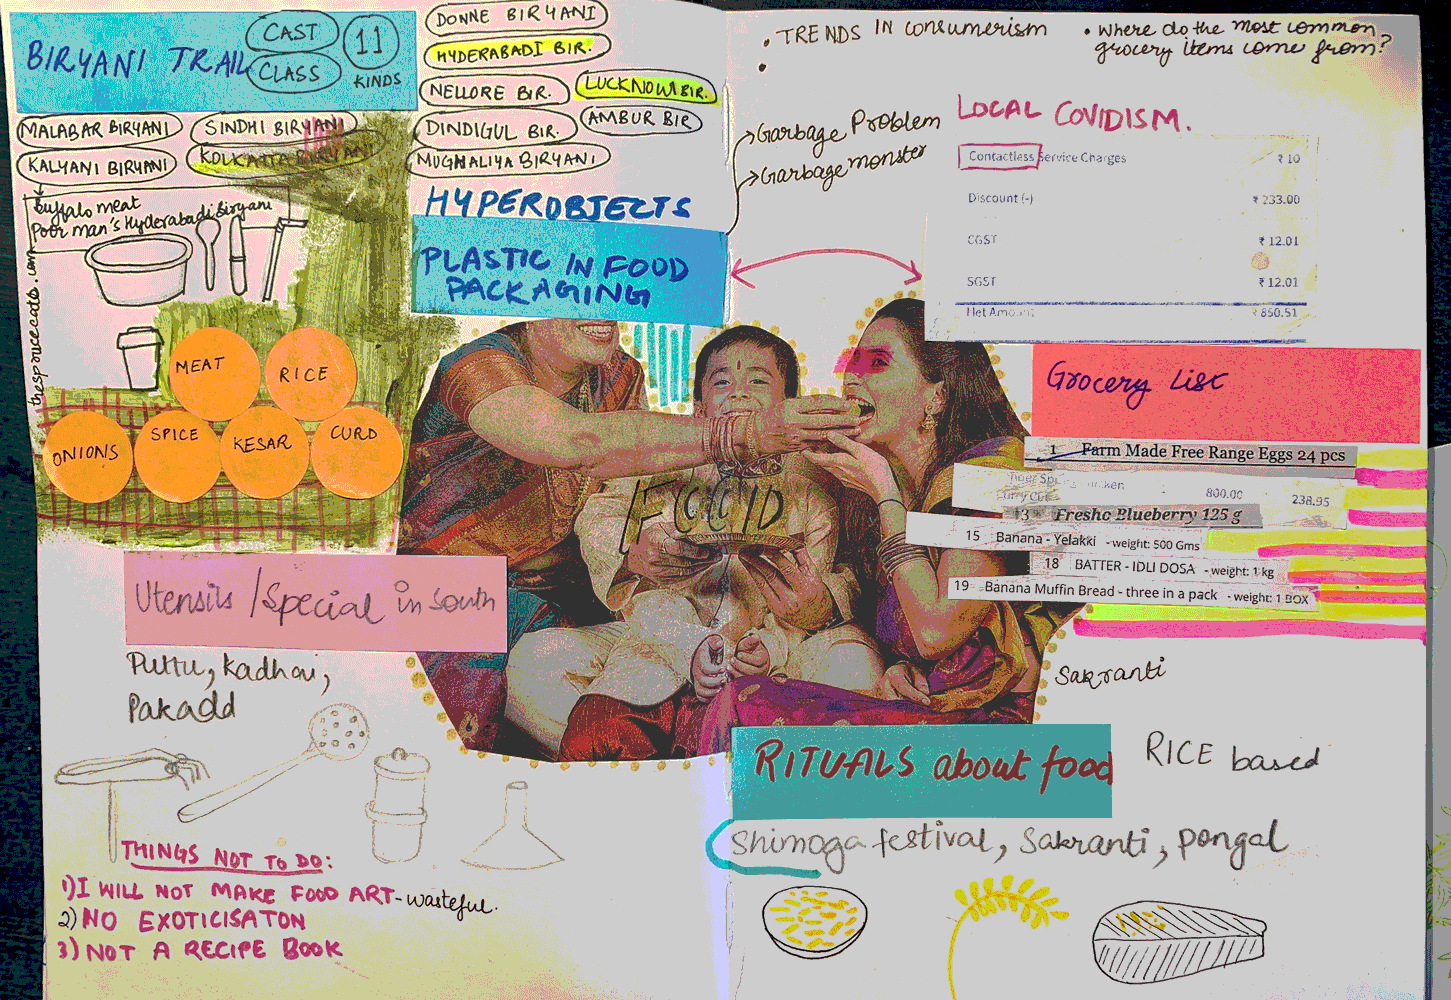 BIRYANI TRAIL
CAST
CLASS
11
KINDS
DONNE BIRYANI
HYDERABADI BIR.
NELLORE BIR.
LUCKNOWI BIR.
DINDIGUL BIR.
AMBUR BIR
MUGHALIYA BIRYANI
MALABAR BIRYANI
SINDHI BIRYANI
KALYANI BIRYANI
KOLKATTA BIRYANI
buffalo meat
Poor man's Hyderabadi Biryani
thespruceeats.com
MEAT
RICE
ONIONS
SPICE
KESAR
CURD
HYPEROBJECTS
PLASTIC IN FOOD
PACKAGING
Garbage Problem
Garbage monster
• TRENDS IN consumerism
•
• Where do the most common
grocery items come from?
LOCAL COVIDISM.
Contactless Service Charges ₹ 10
Discount (-) ₹ 233.00
CGST ₹ 12.01
SGST ₹ 12.01
Net Amount ₹ 850.51
Grocery List
1 Farm Made Free Range Eggs 24 pcs
Curry Cut 800.00 238.95
13 Fresho Blueberry 125 g
15 Banana - Yelakki - weight: 500 Gms
18 BATTER - IDLI DOSA - weight: 1 kg
19 Banana Muffin Bread - three in a pack - weight: 1 BOX
FOOD
Utensils / Special in South
Puttu, Kadhai,
Pakadd
THINGS NOT TO DO:
1) I WILL NOT MAKE FOOD ART - wasteful.
2) NO EXOTICISATON
3) NOT A RECIPE BOOK
Sakranti
RITUALS about food
RICE based
Shimoga festival, Sakranti, Pongal